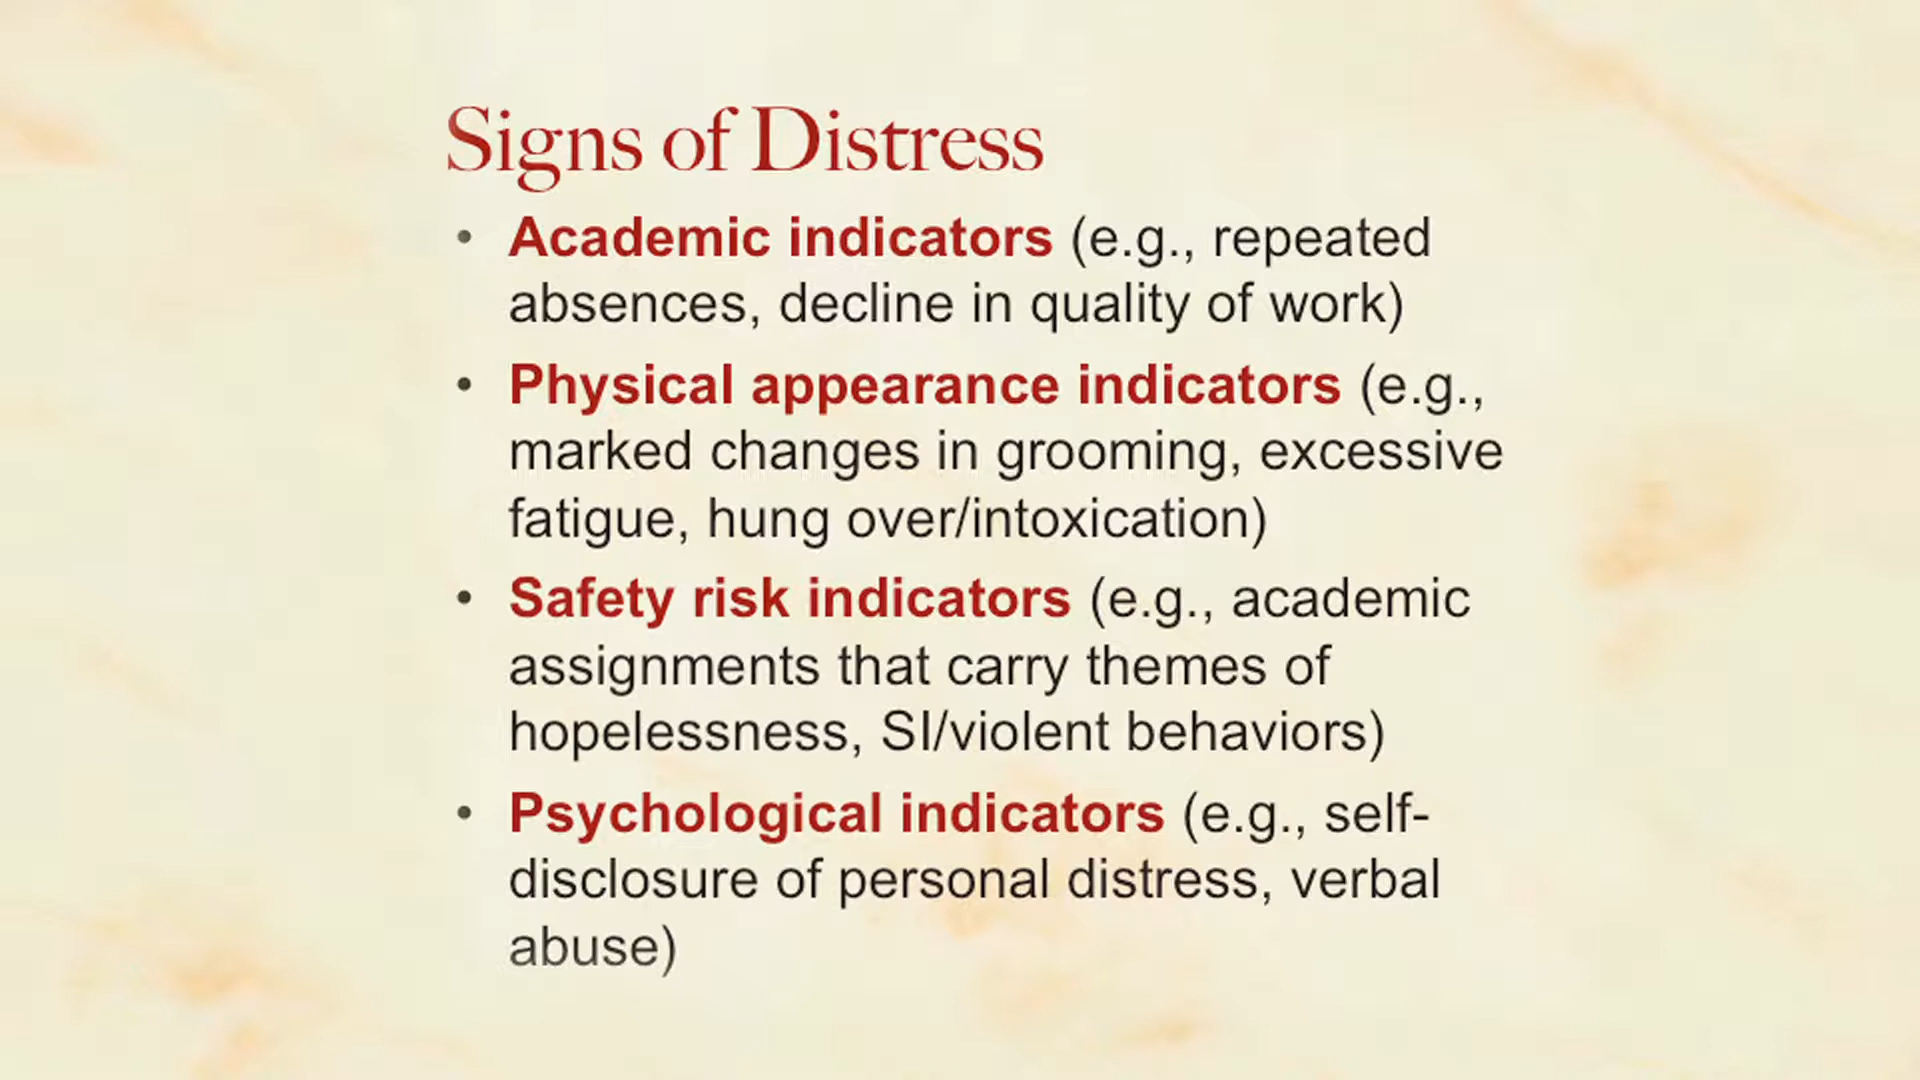 Signs of Distress
• Academic indicators (e.g., repeated
absences, decline in quality of work)
• Physical appearance indicators (e.g.,
marked changes in grooming, excessive
fatigue, hung over/intoxication)
• Safety risk indicators (e.g., academic
assignments that carry themes of
hopelessness, SI/violent behaviors)
• Psychological indicators (e.g., self-
disclosure of personal distress, verbal
abuse)